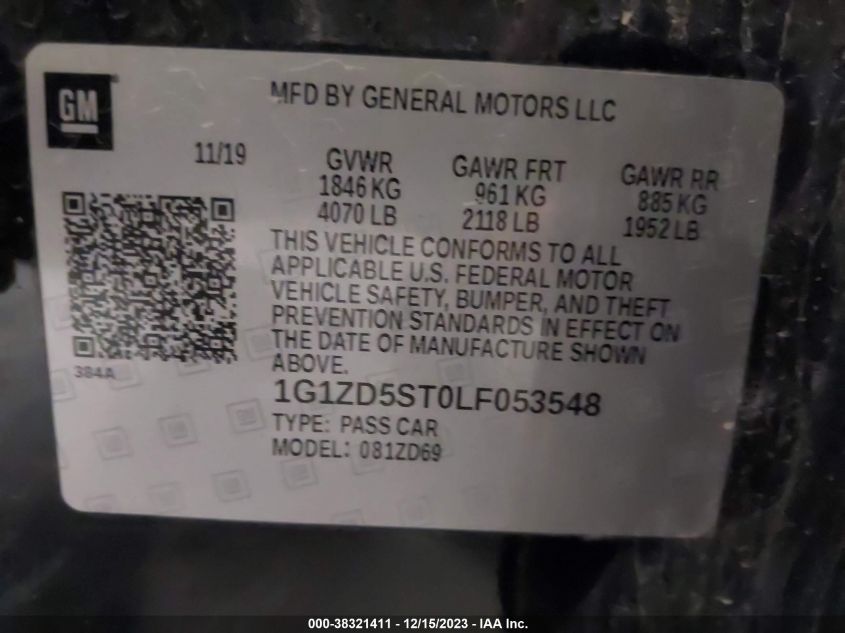 GM
MFD BY GENERAL MOTORS LLC
11/19
GVWR GAWR FRT GAWR RR
1846 KG 961 KG 885 KG
4070 LB 2118 LB 1952 LB
THIS VEHICLE CONFORMS TO ALL
APPLICABLE U.S. FEDERAL MOTOR
VEHICLE SAFETY, BUMPER, AND THEFT
PREVENTION STANDARDS IN EFFECT ON
THE DATE OF MANUFACTURE SHOWN
ABOVE.
384A
1G1ZD5ST0LF053548
TYPE: PASS CAR
MODEL: 081ZD69
000-38321411 - 12/15/2023 - IAA Inc.